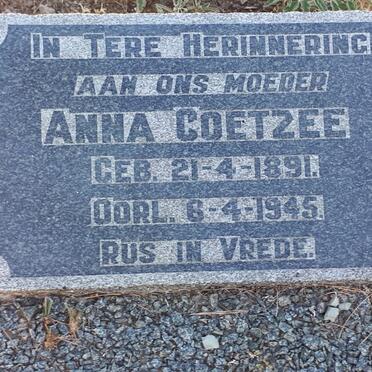 IN TERE HERINNERING
AAN ONS MOEDER
ANNA COETZEE
GEB. 21-4-1891.
OORL. 6-4-1945.
RUS IN VREDE.